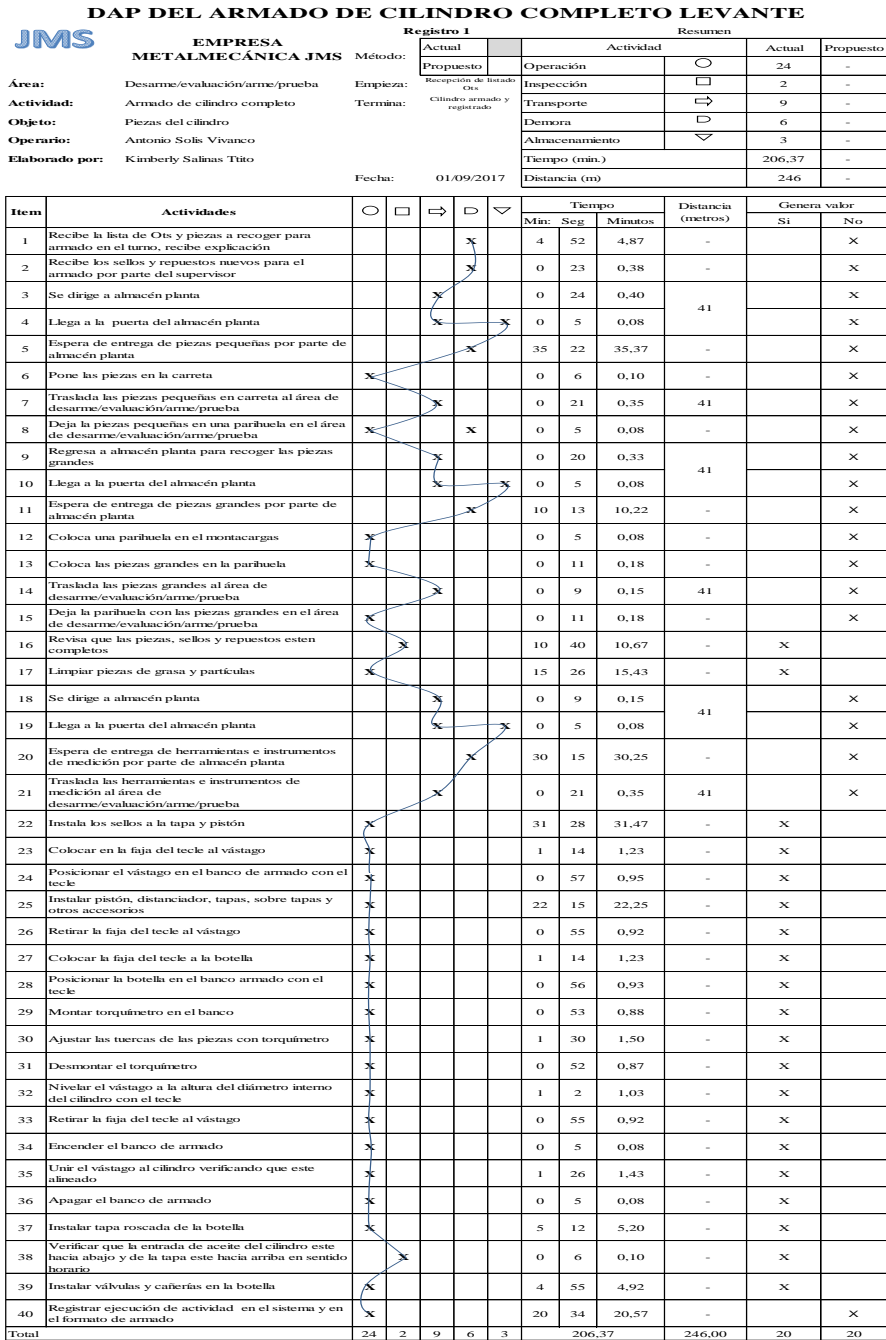 DAP DEL ARMADO DE CILINDRO COMPLETO LEVANTE
JMS
EMPRESA
METALMECÁNICA JMS
Registro 1
Resumen
Método: Actual
Propuesto
Actividad Actual Propuesto
Operación 24 -
Área: Desarme/evaluación/arme/prueba Empieza: Recepción de listado Ots
Inspección 2 -
Actividad: Armado de cilindro completo Termina: Cilindro armado y registrado
Transporte 9 -
Objeto: Piezas del cilindro
Demora 6 -
Operario: Antonio Solis Vivanco
Almacenamiento 3 -
Elaborado por: Kimberly Salinas Ttito
Tiempo (min.) 206,37 -
Fecha: 01/09/2017
Distancia (m) 246 -
Item Actividades Tiempo Distancia (metros) Genera valor
Min: Seg Minutos Si No
1 Recibe la lista de Ots y piezas a recoger para
armado en el turno, recibe explicación X 4 52 4,87 - X
2 Recibe los sellos y repuestos nuevos para el
armado por parte del supervisor X 0 23 0,38 - X
3 Se dirige a almacén planta X 0 24 0,40 41 X
4 Llega a la puerta del almacén planta X X 0 5 0,08 X
5 Espera de entrega de piezas pequeñas por parte de
almacén planta X 35 22 35,37 - X
6 Pone las piezas en la carreta X 0 6 0,10 - X
7 Traslada las piezas pequeñas en carreta al área de
desarme/evaluación/arme/prueba X 0 21 0,35 41 X
8 Deja la piezas pequeñas en una parihuela en el área
de desarme/evaluación/arme/prueba X X 0 5 0,08 - X
9 Regresa a almacén planta para recoger las piezas
grandes X 0 20 0,33 41 X
10 Llega a la puerta del almacén planta X X 0 5 0,08 X
11 Espera de entrega de piezas grandes por parte de
almacén planta X 10 13 10,22 - X
12 Coloca una parihuela en el montacargas X 0 5 0,08 - X
13 Coloca las piezas grandes en la parihuela X 0 11 0,18 - X
14 Traslada las piezas grandes al área de
desarme/evaluación/arme/prueba X 0 9 0,15 41 X
15 Deja la parihuela con las piezas grandes en el área
de desarme/evaluación/arme/prueba X 0 11 0,18 - X
16 Revisa que las piezas, sellos y repuestos esten
completos X 10 40 10,67 - X
17 Limpiar piezas de grasa y partículas X 15 26 15,43 - X
18 Se dirige a almacén planta X 0 9 0,15 41 X
19 Llega a la puerta del almacén planta X X 0 5 0,08 X
20 Espera de entrega de herramientas e instrumentos
de medición por parte de almacén planta X 30 15 30,25 - X
21 Traslada las herramientas e instrumentos de
medición al área de
desarme/evaluación/arme/prueba X 0 21 0,35 41 X
22 Instala los sellos a la tapa y pistón X 31 28 31,47 - X
23 Colocar en la faja del tecle al vástago X 1 14 1,23 - X
24 Posicionar el vástago en el banco de armado con el
tecle X 0 57 0,95 - X
25 Instalar pistón, distanciador, tapas, sobre tapas y
otros accesorios X 22 15 22,25 - X
26 Retirar la faja del tecle al vástago X 0 55 0,92 - X
27 Colocar la faja del tecle a la botella X 1 14 1,23 - X
28 Posicionar la botella en el banco armado con el
tecle X 0 56 0,93 - X
29 Montar torquímetro en el banco X 0 53 0,88 - X
30 Ajustar las tuercas de las piezas con torquímetro X 1 30 1,50 - X
31 Desmontar el torquímetro X 0 52 0,87 - X
32 Nivelar el vástago a la altura del diámetro interno
del cilindro con el tecle X 1 2 1,03 - X
33 Retirar la faja del tecle al vástago X 0 55 0,92 - X
34 Encender el banco de armado X 0 5 0,08 - X
35 Unir el vástago al cilindro verificando que este
alineado X 1 26 1,43 - X
36 Apagar el banco de armado X 0 5 0,08 - X
37 Instalar tapa roscada de la botella X 5 12 5,20 - X
38 Verificar que la entrada de aceite del cilindro este
hacia abajo y de la tapa este hacia arriba en sentido
horario X 0 6 0,10 - X
39 Instalar válvulas y cañerías en la botella X 4 55 4,92 - X
40 Registrar ejecución de actividad en el sistema y en
el formato de armado X 20 34 20,57 - X
Total 24 2 9 6 3 206,37 246,00 20 20